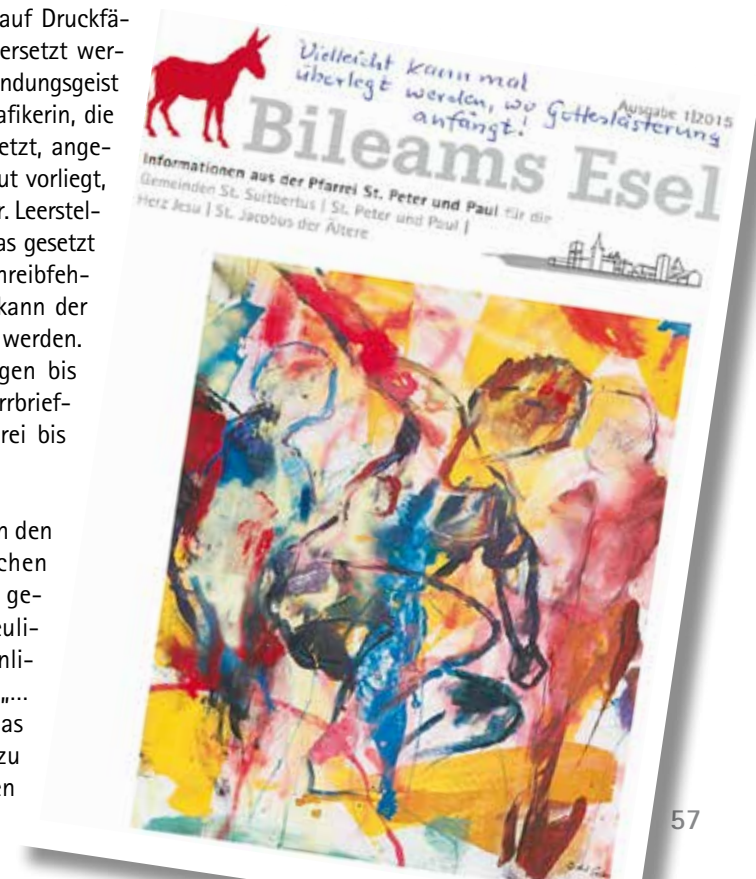 auf Druckfä-
ersetzt wer-
ndungsgeist
afikerin, die
etzt, ange-
ut vorliegt,
r. Leerstel-
as gesetzt
hreibfeh-
kann der
werden.
gen bis
rrbrief-
rei bis
n den
chen
ge-
euli-
nli-
„...
as
zu
en
Vielleicht kann mal
überlegt werden, wo Gotteslästerung
anfängt!
Ausgabe 1|2015
Bileams Esel
Informationen aus der Pfarrei St. Peter und Paul für die
Gemeinden St. Suitbertus | St. Peter und Paul |
Herz Jesu | St. Jacobus der Ältere
57